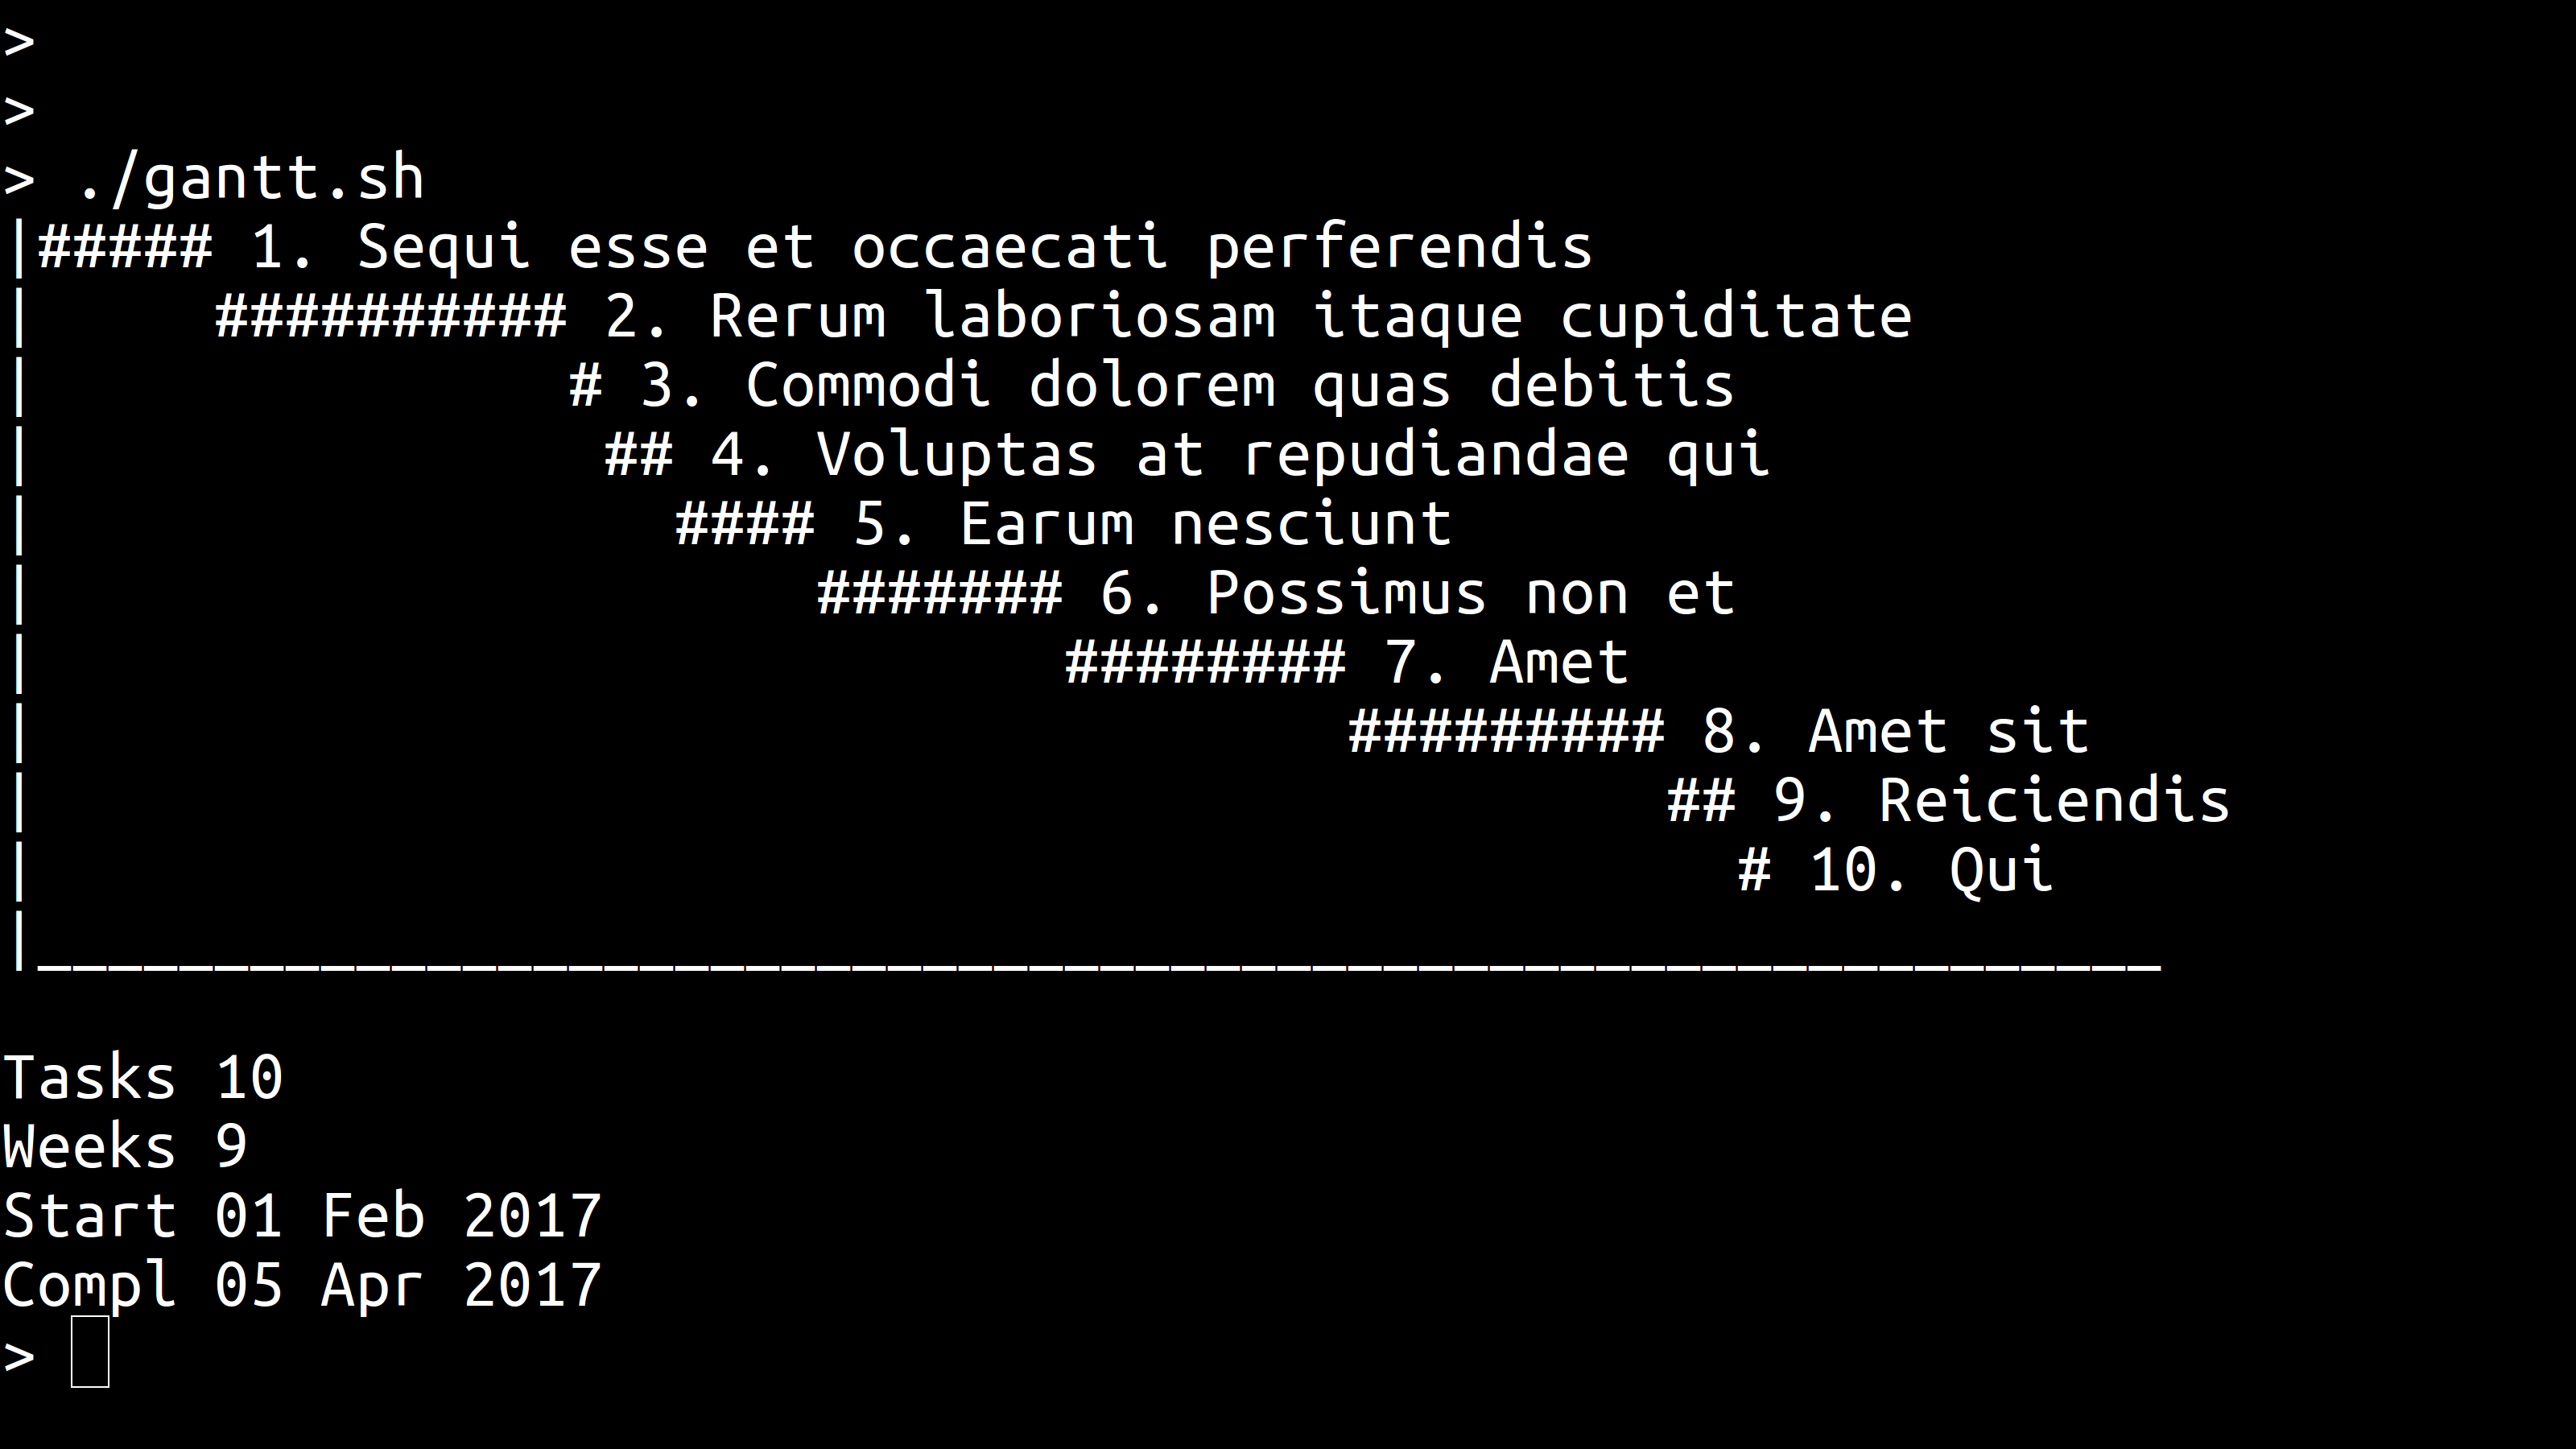 >
>
> ./gantt.sh
|##### 1. Sequi esse et occaecati perferendis
|     ########## 2. Rerum laboriosam itaque cupiditate
|               # 3. Commodi dolorem quas debitis
|                ## 4. Voluptas at repudiandae qui
|                  #### 5. Earum nesciunt
|                      ####### 6. Possimus non et
|                             ######## 7. Amet
|                                     ######### 8. Amet sit
|                                              ## 9. Reiciendis
|                                                # 10. Qui
|____________________________________________________________

Tasks 10
Weeks 9
Start 01 Feb 2017
Compl 05 Apr 2017
>